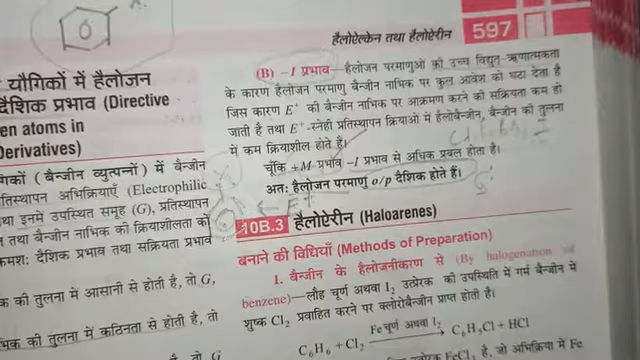 हैलोऐल्केन तथा हैलोऐरीन 597
यौगिकों में हैलोजन
दैशिक प्रभाव (Directive
en atoms in
Derivatives)
गिकों (बैन्जीन व्युत्पन्नों) में बैन्जीन
तिस्थापन अभिक्रियाएँ (Electrophilic
था इनमें उपस्थित समूह (G), प्रतिस्थापन
तथा बैन्जीन नाभिक की क्रियाशीलता को
क्रमशः दैशिक प्रभाव तथा सक्रियता प्रभाव
क की तुलना में आसानी से होती है, तो G,
भिक की तुलना में कठिनता से होती है, तो
(B) –I प्रभाव—हैलोजन परमाणुओं की उच्च विद्युत ऋणात्मकता
के कारण हैलोजन परमाणु बैन्जीन नाभिक पर कुल आवेश को घटा देता है
जिस कारण E⁺ की बैन्जीन नाभिक पर आक्रमण करने की सक्रियता कम हो
जाती है तथा E⁺ स्नेही प्रतिस्थापन क्रियाओं में हैलोबैन्जीन, बैन्जीन की तुलना
में कम क्रियाशील होते हैं।
चूँकि +M प्रभाव –I प्रभाव से अधिक प्रबल होता है।
अतः हैलोजन परमाणु o/p दैशिक होते हैं।
10B.3 हैलोऐरीन (Haloarenes)
बनाने की विधियाँ (Methods of Preparation)
1. बैन्जीन के हैलोजनीकरण से (By halogenation of
benzene)—लौह चूर्ण अथवा I₂ उत्प्रेरक की उपस्थिति में गर्म बैन्जीन में
शुष्क Cl₂ प्रवाहित करने पर क्लोरोबैन्जीन प्राप्त होती है।
Fe चूर्ण अथवा I₂
C₆H₆ + Cl₂ ⟶ C₆H₅Cl + HCl
है, जो अभिक्रिया में Fe